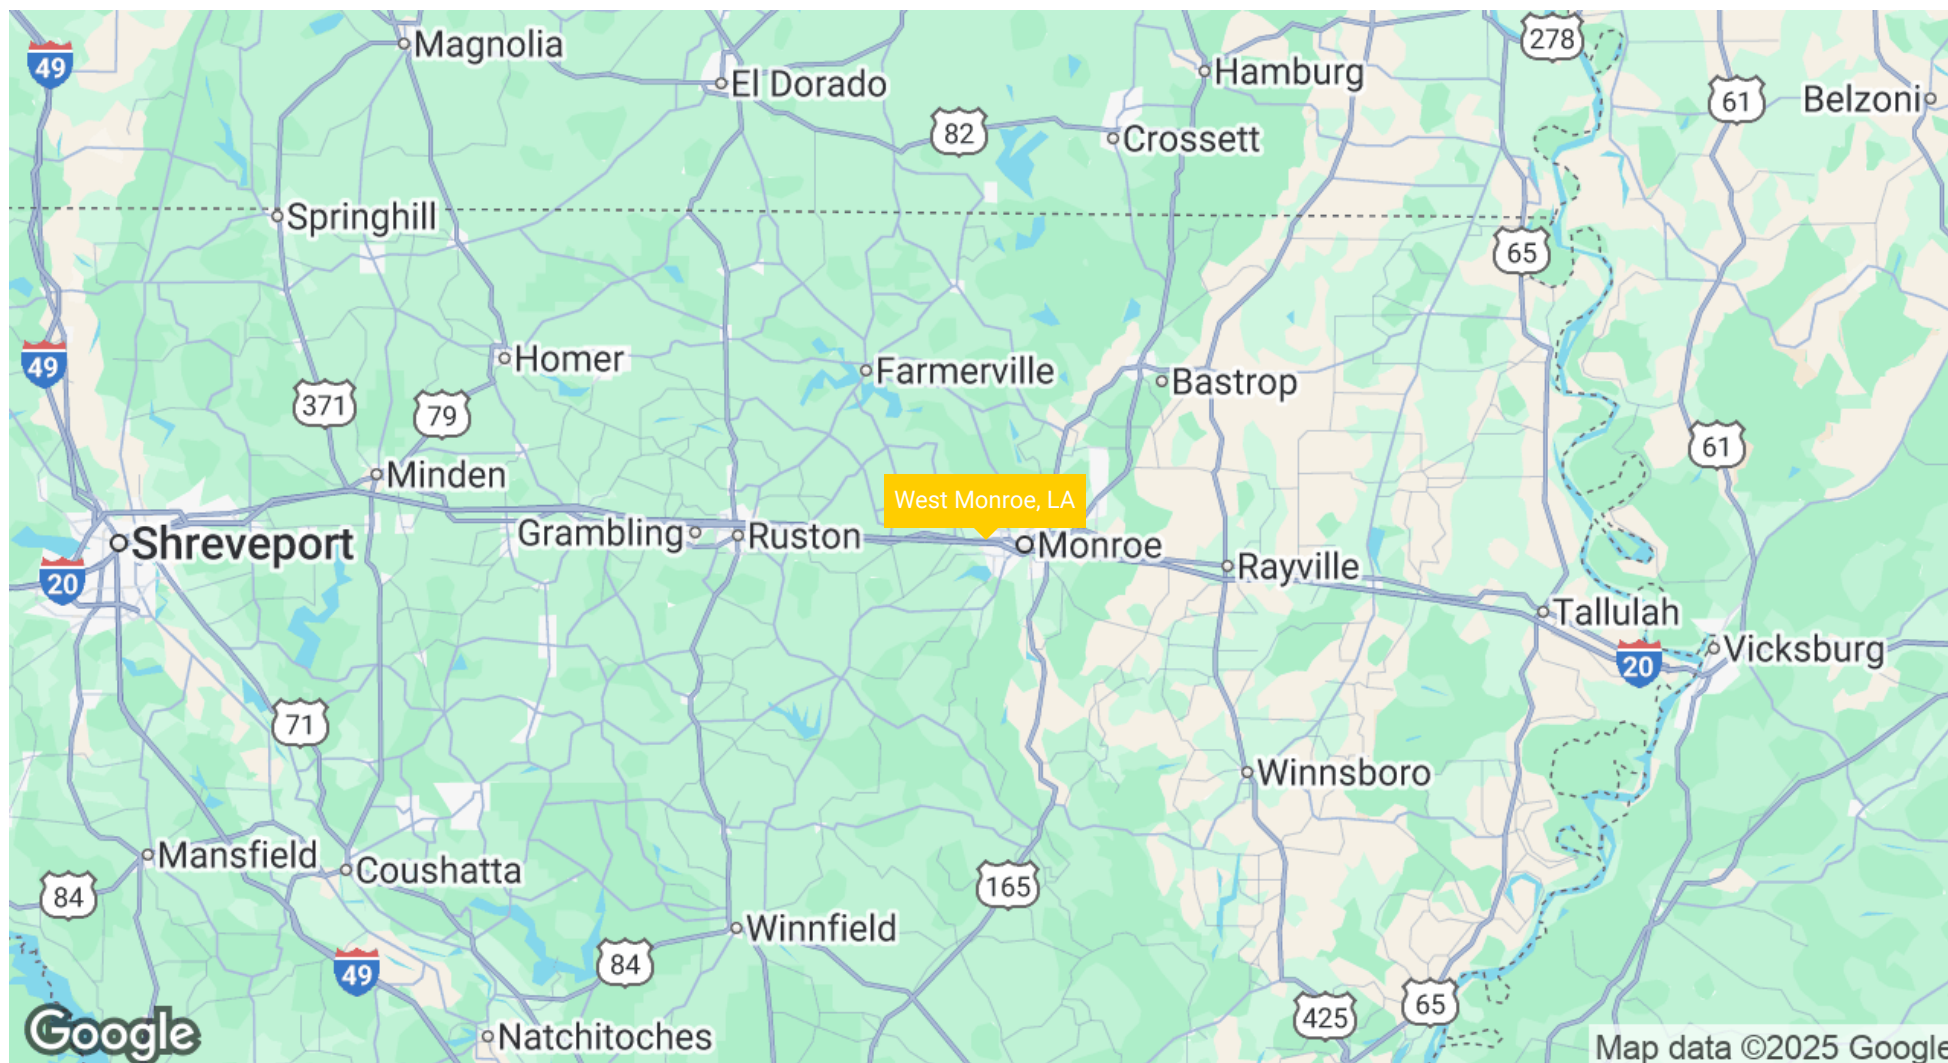 278
49
Magnolia
El Dorado
Hamburg
61
Belzoni
82
Crossett
Springhill
65
49
Homer
Farmerville
Bastrop
371
79
61
Minden
West Monroe, LA
Shreveport
Grambling
Ruston
Monroe
Rayville
20
Tallulah
20
Vicksburg
71
Winnsboro
Mansfield
Coushatta
165
84
Winnfield
84
49
65
425
Google
Natchitoches
Map data ©2025 Google